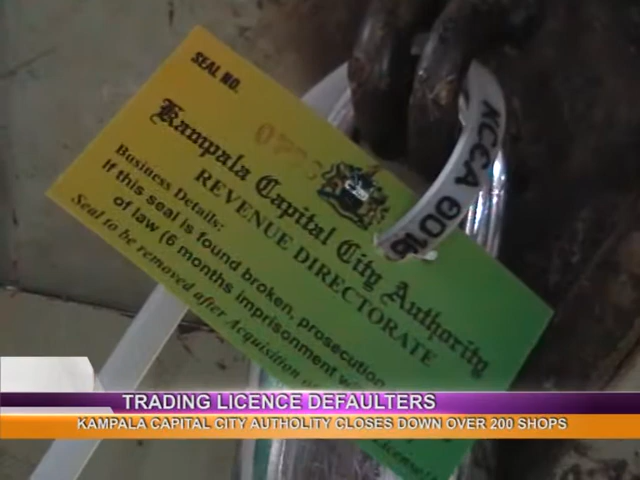 SEAL NO.
Kampala Capital City Authority
REVENUE DIRECTORATE
Business Details:
If this seal is found broken, prosecution
of law (6 months imprisonment
Seal to be removed after Acquisition
KCCA 0016
TRADING LICENCE DEFAULTERS
KAMPALA CAPITAL CITY AUTHOLITY CLOSES DOWN OVER 200 SHOPS